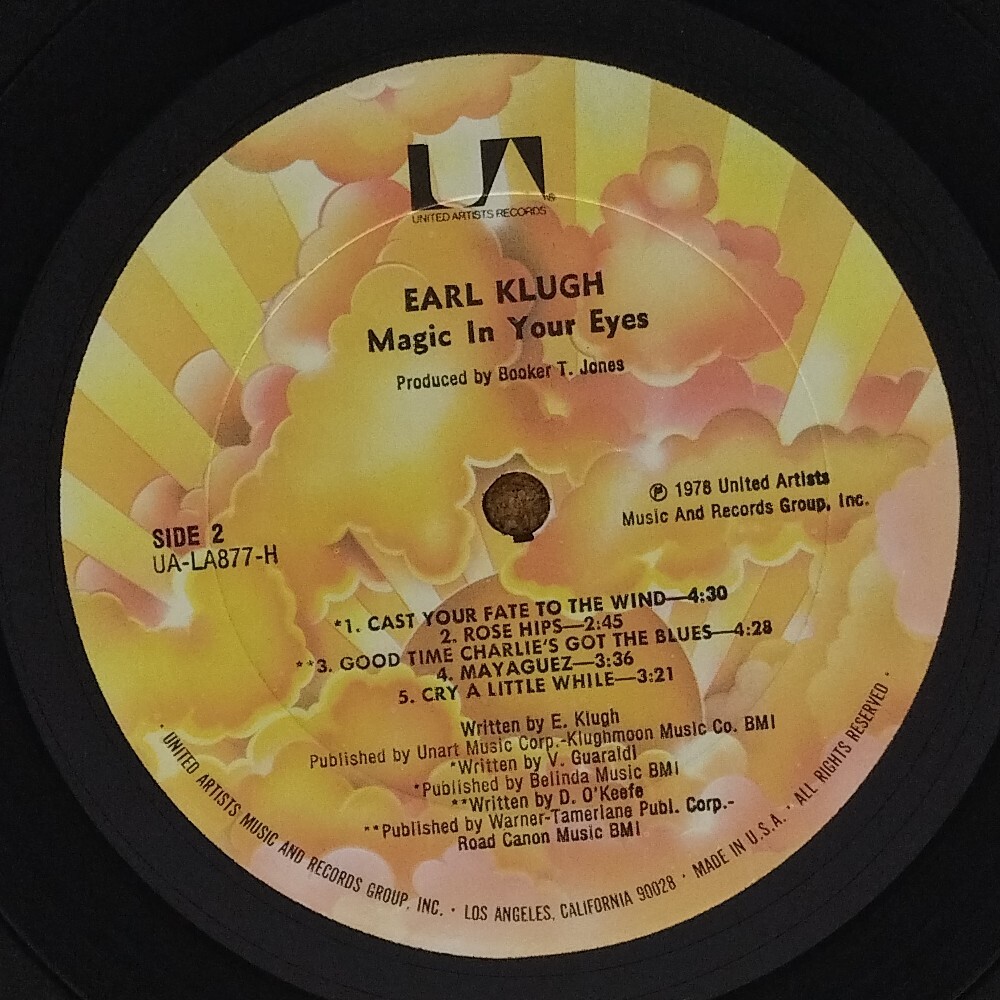 UA®
UNITED ARTISTS RECORDS
EARL KLUGH
Magic In Your Eyes
Produced by Booker T. Jones
℗ 1978 United Artists
Music And Records Group, Inc.
SIDE 2
UA-LA877-H
*1. CAST YOUR FATE TO THE WIND—4:30
2. ROSE HIPS—2:45
**3. GOOD TIME CHARLIE'S GOT THE BLUES—4:28
4. MAYAGUEZ—3:36
5. CRY A LITTLE WHILE—3:21
Written by E. Klugh
Published by Unart Music Corp.-Klughmoon Music Co. BMI
*Written by V. Guaraldi
*Published by Belinda Music BMI
**Written by D. O'Keefe
**Published by Warner-Tamerlane Publ. Corp.-
Road Canon Music BMI
· UNITED ARTISTS MUSIC AND RECORDS GROUP, INC. · LOS ANGELES, CALIFORNIA 90028 · MADE IN U.S.A. · ALL RIGHTS RESERVED ·